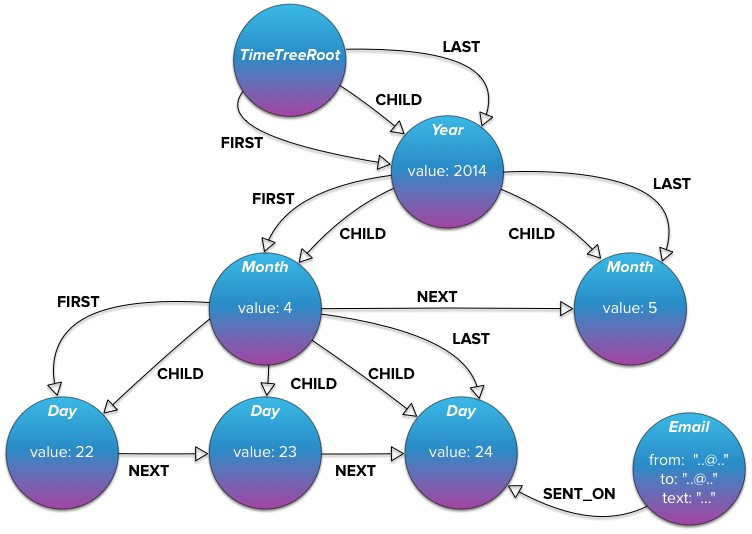 TimeTreeRoot
LAST
CHILD
FIRST
Year
value: 2014
FIRST
CHILD
CHILD
LAST
Month
value: 4
NEXT
Month
value: 5
FIRST
CHILD
CHILD
CHILD
LAST
Day
value: 22
NEXT
Day
value: 23
NEXT
Day
value: 24
SENT_ON
Email
from: "..@.."
to: "..@.."
text: "..."